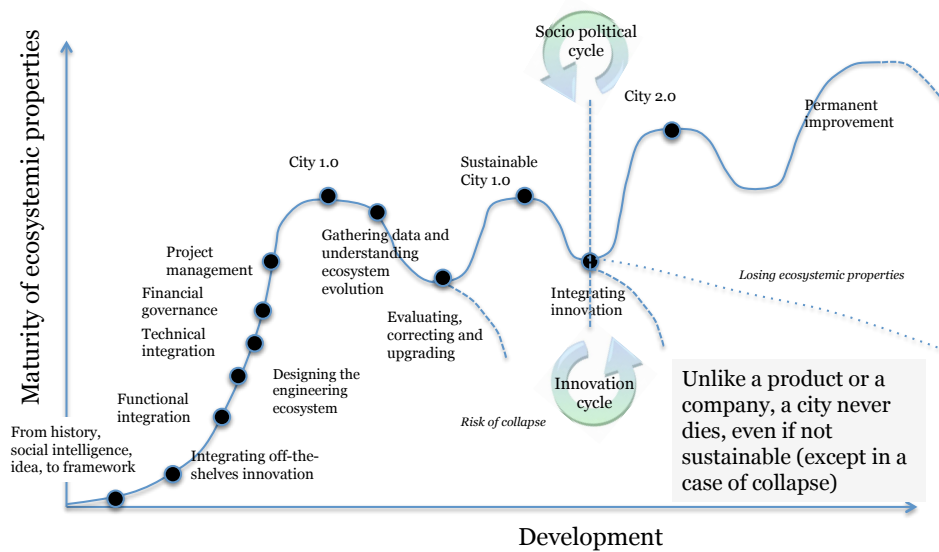 Maturity of ecosystemic properties
Socio political
cycle
City 2.0
Permanent
improvement
City 1.0
Sustainable
City 1.0
Project
management
Gathering data and
understanding
ecosystem
evolution
Losing ecosystemic properties
Financial
governance
Integrating
innovation
Evaluating,
correcting and
upgrading
Technical
integration
Designing the
engineering
ecosystem
Innovation
cycle
Functional
integration
Risk of collapse
Unlike a product or a
company, a city never
dies, even if not
sustainable (except in a
case of collapse)
From history,
social intelligence,
idea, to framework
Integrating off-the-
shelves innovation
Development